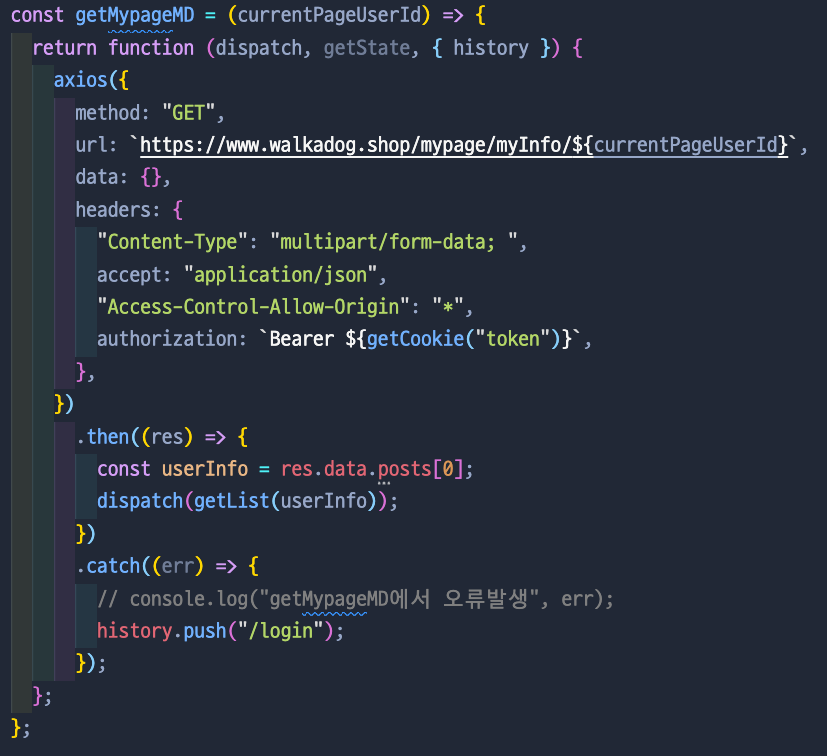 const getMypageMD = (currentPageUserId) => {
return function (dispatch, getState, { history }) {
axios({
method: "GET",
url: `https://www.walkadog.shop/mypage/myInfo/${currentPageUserId}`,
data: {},
headers: {
"Content-Type": "multipart/form-data; ",
accept: "application/json",
"Access-Control-Allow-Origin": "*",
authorization: `Bearer ${getCookie("token")}`,
},
})
.then((res) => {
const userInfo = res.data.posts[0];
dispatch(getList(userInfo));
})
.catch((err) => {
// console.log("getMypageMD에서 오류발생", err);
history.push("/login");
});
};
};